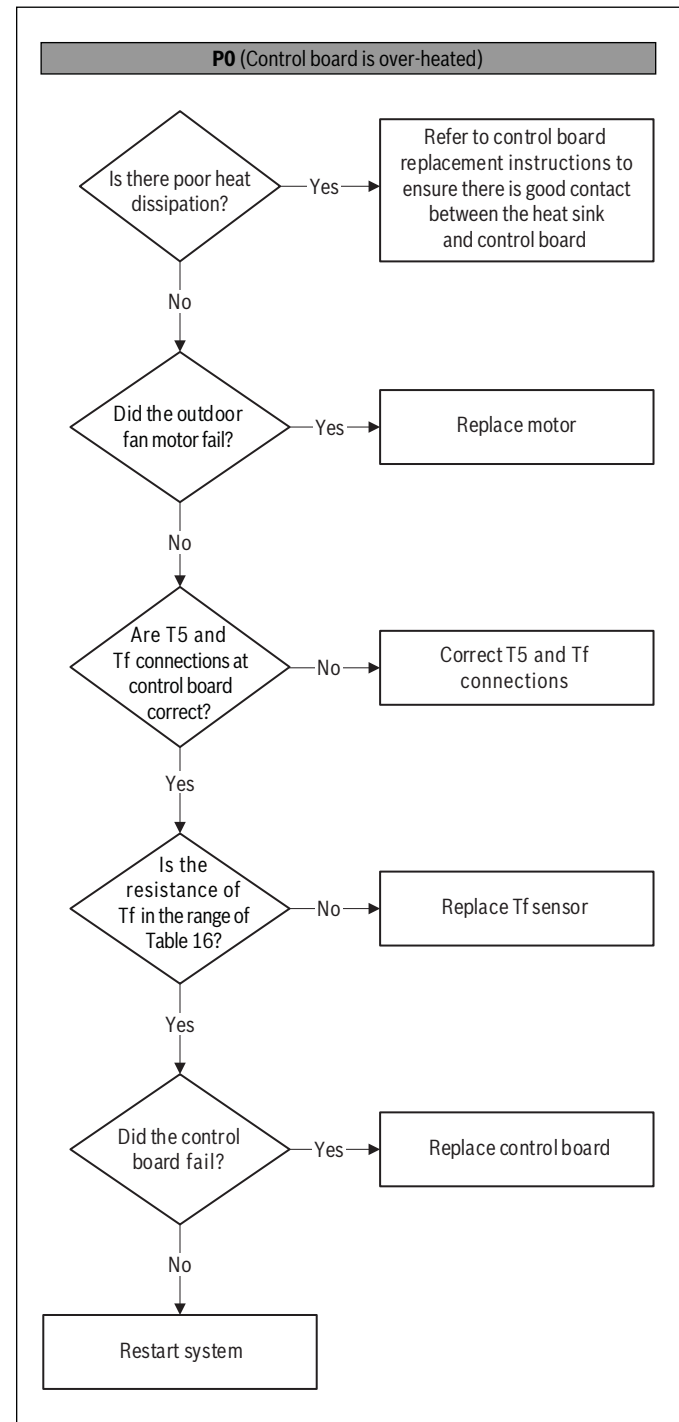 P0 (Control board is over-heated)
Is there poor heat
dissipation?
Yes
Refer to control board
replacement instructions to
ensure there is good contact
between the heat sink
and control board
No
Did the outdoor
fan motor fail?
Yes
Replace motor
No
Are T5 and
Tf connections at
control board
correct?
No
Correct T5 and Tf
connections
Yes
Is the
resistance of
Tf in the range of
Table 16?
No
Replace Tf sensor
Yes
Did the control
board fail?
Yes
Replace control board
No
Restart system